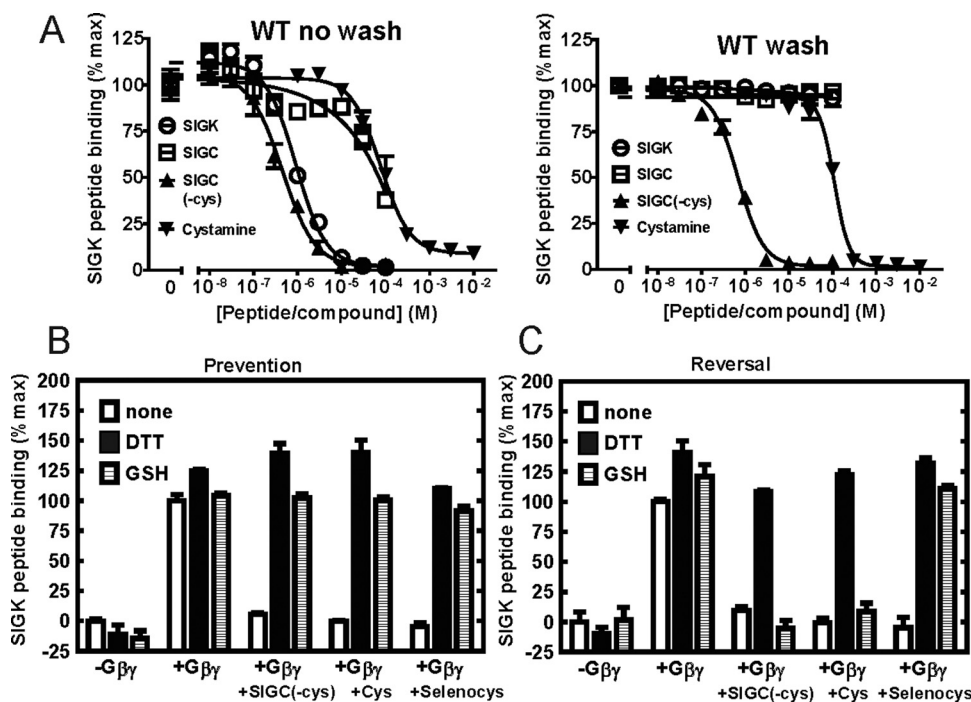 A
WT no wash
SIGK peptide binding (% max)
125
100
75
50
25
0
SIGK
SIGC
SIGC
(-cys)
Cystamine
0 10⁻⁸ 10⁻⁷ 10⁻⁶ 10⁻⁵ 10⁻⁴ 10⁻³ 10⁻²
[Peptide/compound] (M)
WT wash
SIGK peptide binding (% max)
125
100
75
50
25
0
SIGK
SIGC
SIGC(-cys)
Cystamine
0 10⁻⁸ 10⁻⁷ 10⁻⁶ 10⁻⁵ 10⁻⁴ 10⁻³ 10⁻²
[Peptide/compound] (M)
B
Prevention
SIGK peptide binding (% max)
200
175
150
125
100
75
50
25
0
-25
none
DTT
GSH
-Gβγ +Gβγ +Gβγ +Gβγ +Gβγ
+SIGC(-cys) +Cys +Selenocys
C
Reversal
SIGK peptide binding (% max)
200
175
150
125
100
75
50
25
0
-25
none
DTT
GSH
-Gβγ +Gβγ +Gβγ +Gβγ +Gβγ
+SIGC(-cys) +Cys +Selenocys